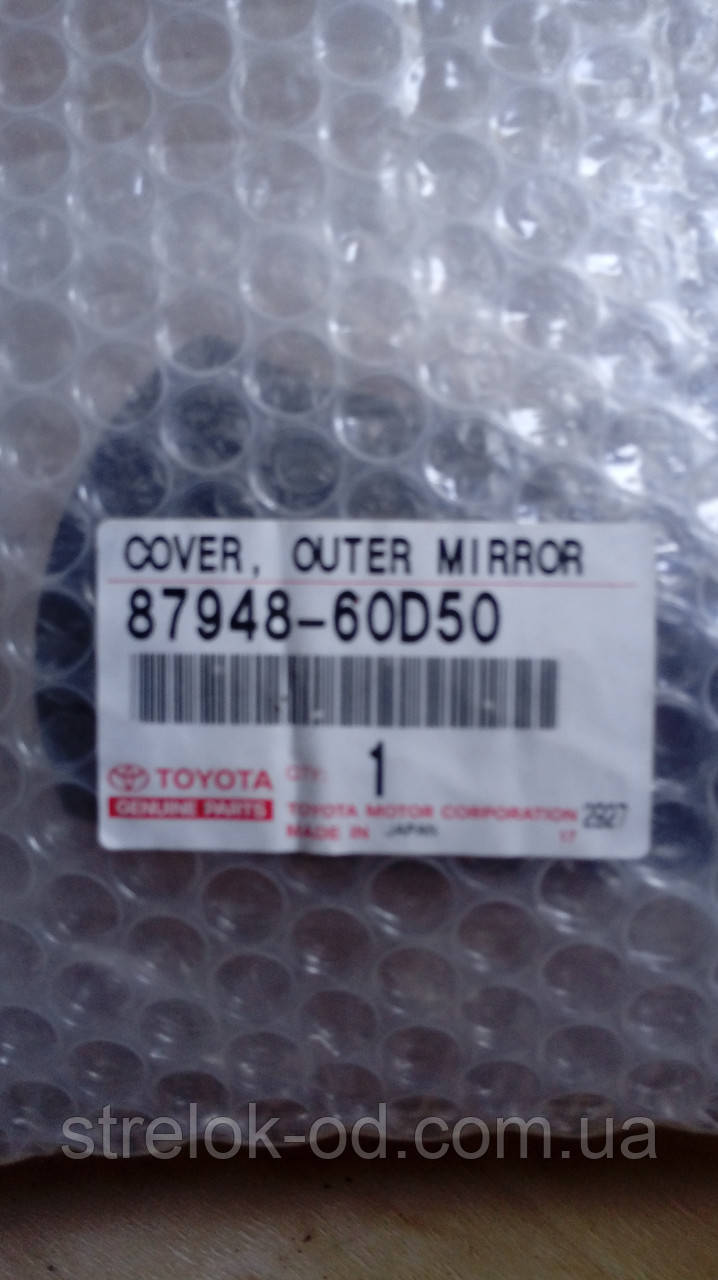 COVER, OUTER MIRROR
87948-60D50
QTY. 1
TOYOTA
GENUINE PARTS
TOYOTA MOTOR CORPORATION 2927
MADE IN JAPAN 17
strelok-od.com.ua